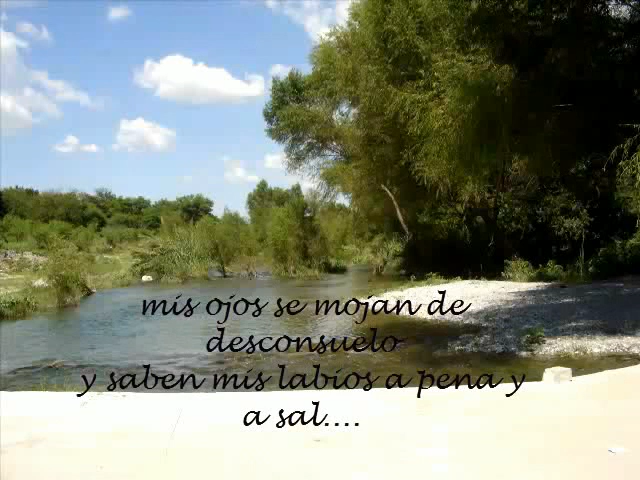 mis ojos se mojan de
desconsuelo
y saben mis labios a pena y
a sal....